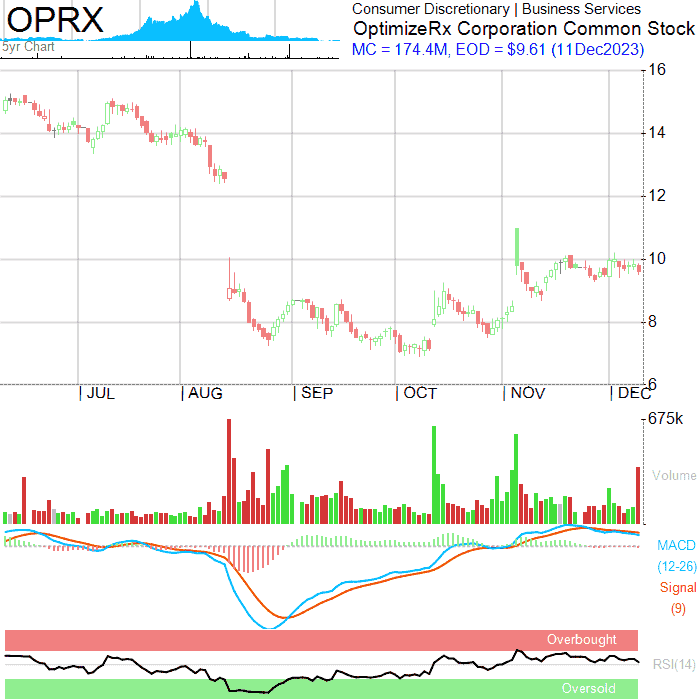 OPRX
5yr Chart
Consumer Discretionary | Business Services
OptimizeRx Corporation Common Stock
MC = 174.4M, EOD = $9.61 (11Dec2023)
16
14
12
10
8
6
JUL AUG SEP OCT NOV DEC
675k
Volume
MACD
(12-26)
Signal
(9)
Overbought
RSI(14)
Oversold